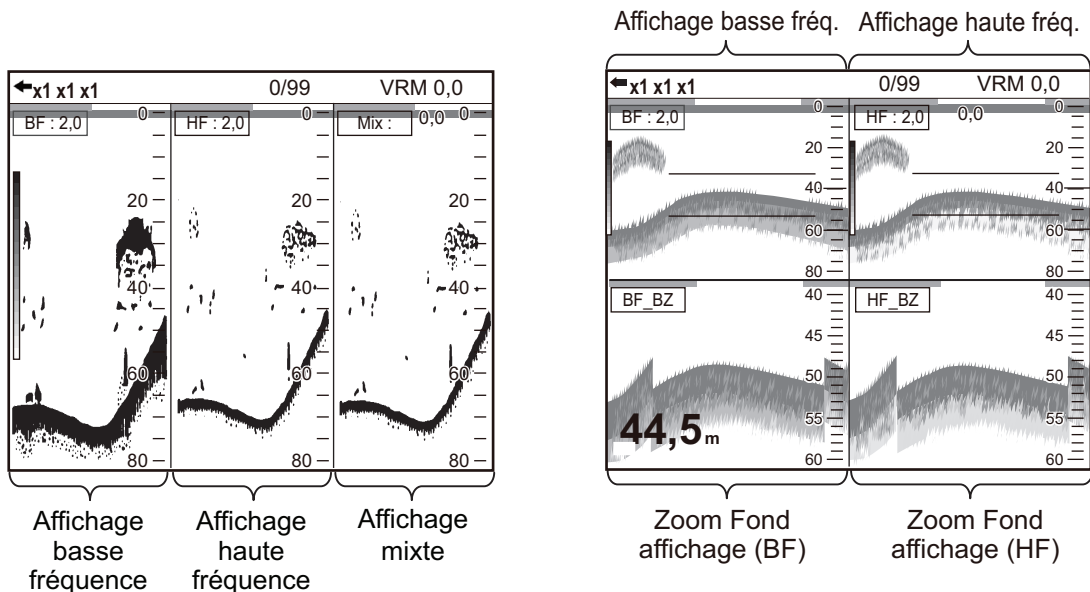 ←x1 x1 x1 0/99 VRM 0,0
BF : 2,0 0 HF : 2,0 0 Mix : 0,0 0
20 20 20
40 40 40
60 60 60
80 80 80
Affichage
basse
fréquence
Affichage
haute
fréquence
Affichage
mixte
Affichage basse fréq. Affichage haute fréq.
←x1 x1 x1 0/99 VRM 0,0
BF : 2,0 0 HF : 2,0 0,0 0
20 20
40 40
60 60
80 80
BF_BZ 40 HF_BZ 40
45 45
50 50
55 55
44,5m
60 60
Zoom Fond
affichage (BF)
Zoom Fond
affichage (HF)